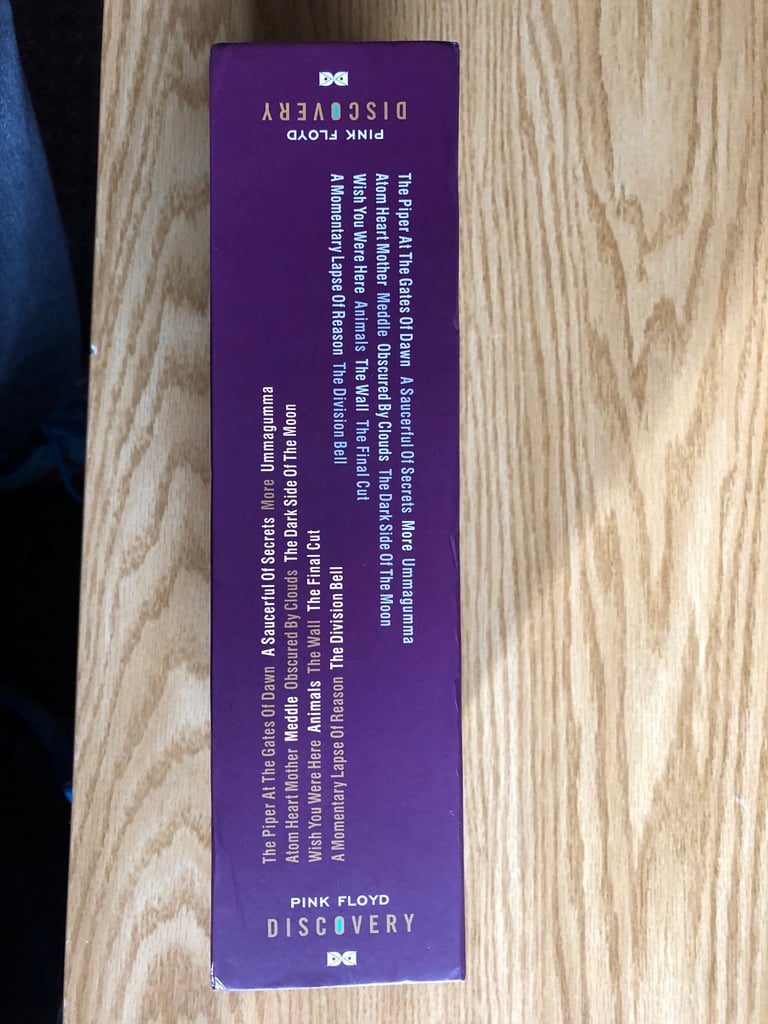 PINK FLOYD
DISCOVERY
The Piper At The Gates Of Dawn A Saucerful Of Secrets More Ummagumma
Atom Heart Mother Meddle Obscured By Clouds The Dark Side Of The Moon
Wish You Were Here Animals The Wall The Final Cut
A Momentary Lapse Of Reason The Division Bell
The Piper At The Gates Of Dawn A Saucerful Of Secrets More Ummagumma
Atom Heart Mother Meddle Obscured By Clouds The Dark Side Of The Moon
Wish You Were Here Animals The Wall The Final Cut
A Momentary Lapse Of Reason The Division Bell
PINK FLOYD
DISCOVERY